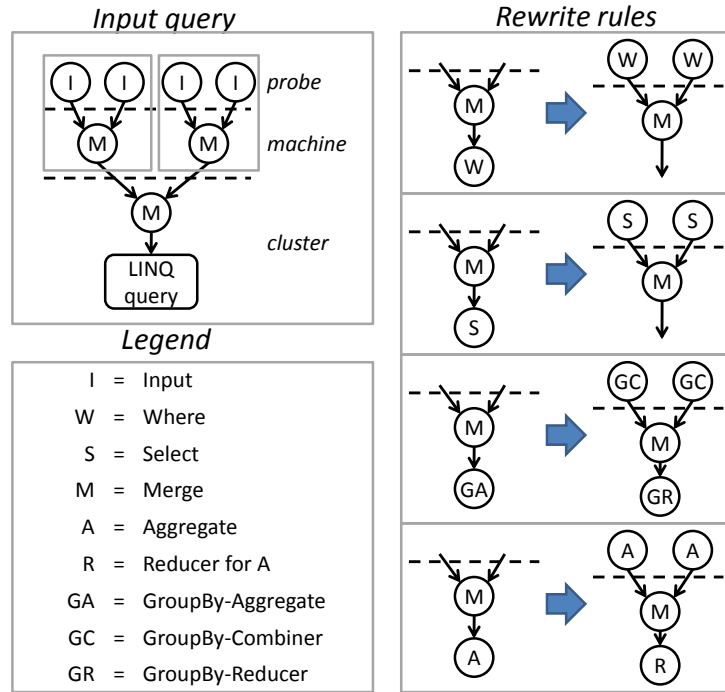 Input query
I I I I probe
M M machine
M
cluster
LINQ
query
Legend
I = Input
W = Where
S = Select
M = Merge
A = Aggregate
R = Reducer for A
GA = GroupBy-Aggregate
GC = GroupBy-Combiner
GR = GroupBy-Reducer
Rewrite rules
W W
M
M
W
S S
M
M
S
GC GC
M
M
GA
GR
A A
M
M
A
R